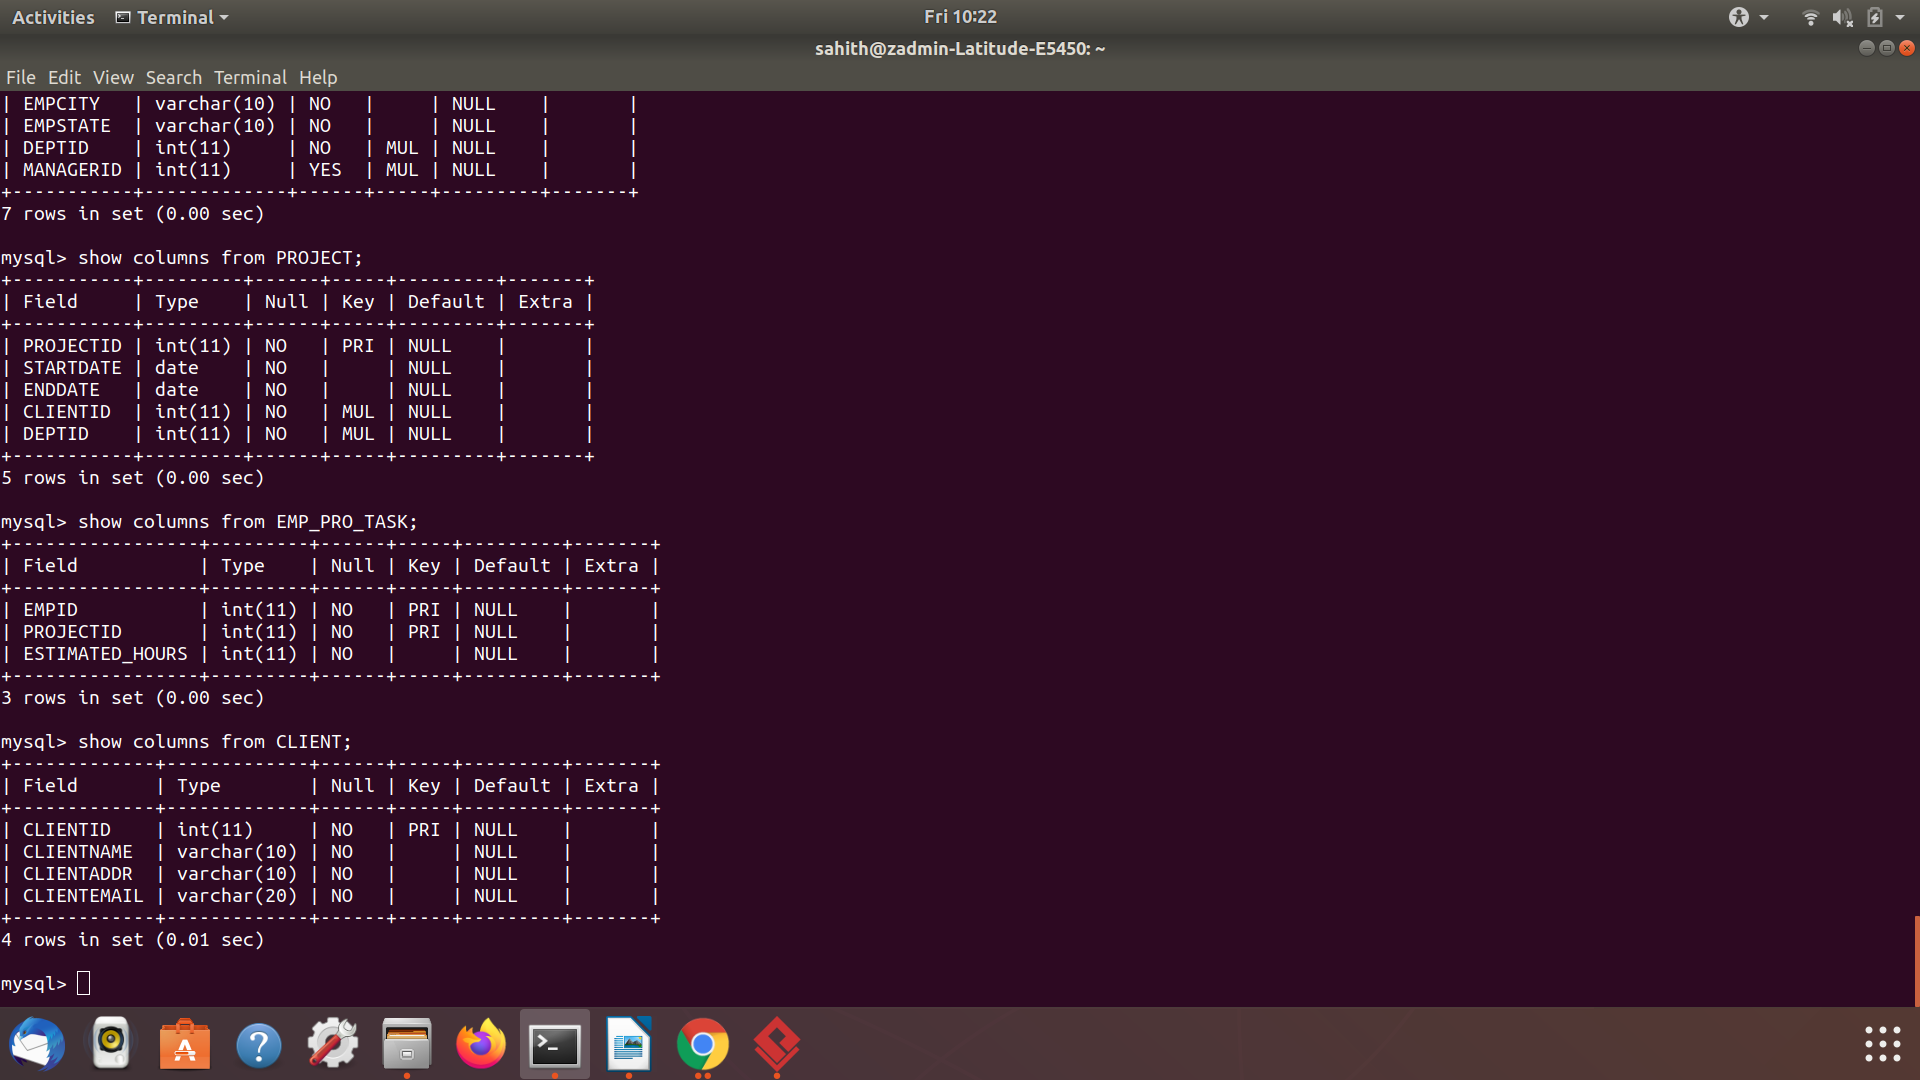 Activities Terminal Fri 10:22
sahith@zadmin-Latitude-E5450: ~
File Edit View Search Terminal Help
| EMPCITY   | varchar(10) | NO   |     | NULL    |       |
| EMPSTATE  | varchar(10) | NO   |     | NULL    |       |
| DEPTID    | int(11)     | NO   | MUL | NULL    |       |
| MANAGERID | int(11)     | YES  | MUL | NULL    |       |
+-----------+-------------+------+-----+---------+-------+
7 rows in set (0.00 sec)
mysql> show columns from PROJECT;
+-----------+---------+------+-----+---------+-------+
| Field     | Type    | Null | Key | Default | Extra |
+-----------+---------+------+-----+---------+-------+
| PROJECTID | int(11) | NO   | PRI | NULL    |       |
| STARTDATE | date    | NO   |     | NULL    |       |
| ENDDATE   | date    | NO   |     | NULL    |       |
| CLIENTID  | int(11) | NO   | MUL | NULL    |       |
| DEPTID    | int(11) | NO   | MUL | NULL    |       |
+-----------+---------+------+-----+---------+-------+
5 rows in set (0.00 sec)
mysql> show columns from EMP_PRO_TASK;
+-----------------+---------+------+-----+---------+-------+
| Field           | Type    | Null | Key | Default | Extra |
+-----------------+---------+------+-----+---------+-------+
| EMPID           | int(11) | NO   | PRI | NULL    |       |
| PROJECTID       | int(11) | NO   | PRI | NULL    |       |
| ESTIMATED_HOURS | int(11) | NO   |     | NULL    |       |
+-----------------+---------+------+-----+---------+-------+
3 rows in set (0.00 sec)
mysql> show columns from CLIENT;
+-------------+-------------+------+-----+---------+-------+
| Field       | Type        | Null | Key | Default | Extra |
+-------------+-------------+------+-----+---------+-------+
| CLIENTID    | int(11)     | NO   | PRI | NULL    |       |
| CLIENTNAME  | varchar(10) | NO   |     | NULL    |       |
| CLIENTADDR  | varchar(10) | NO   |     | NULL    |       |
| CLIENTEMAIL | varchar(20) | NO   |     | NULL    |       |
+-------------+-------------+------+-----+---------+-------+
4 rows in set (0.01 sec)
mysql>